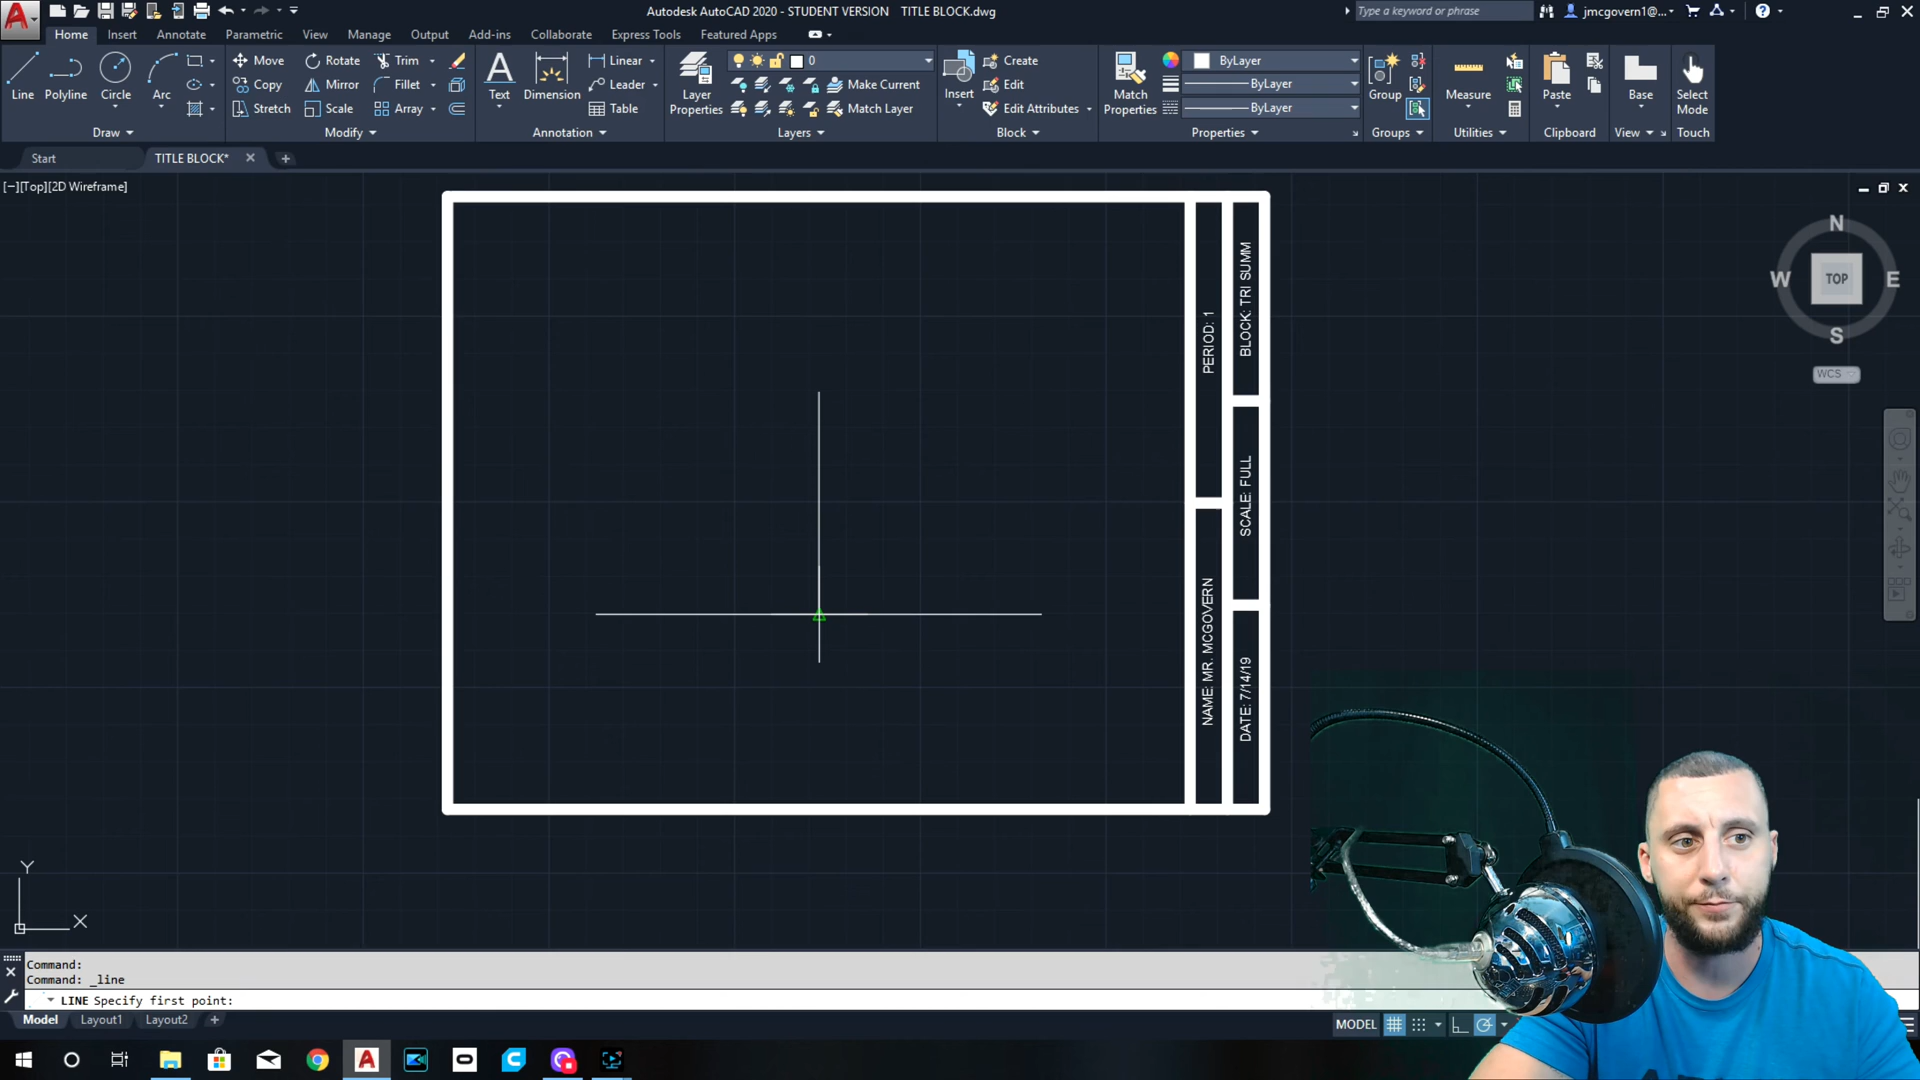 Autodesk AutoCAD 2020 - STUDENT VERSION TITLE BLOCK.dwg
Type a keyword or phrase
jmcgovern1@...
Home Insert Annotate Parametric View Manage Output Add-ins Collaborate Express Tools Featured Apps
Line Polyline Circle Arc
Move Rotate Trim
Copy Mirror Fillet
Stretch Scale Array
Text Dimension
Linear
Leader
Table
Layer Properties
0
Make Current
Match Layer
Insert
Create
Edit
Edit Attributes
Match Properties
ByLayer
ByLayer
ByLayer
Group
Measure
Paste
Base
Select Mode
Draw Modify Annotation Layers Block Properties Groups Utilities Clipboard View Touch
Start TITLE BLOCK*
[−][Top][2D Wireframe]
PERIOD: 1
BLOCK: TRI SUMM
SCALE: FULL
NAME: MR. MCGOVERN
DATE: 7/14/19
N
W TOP E
S
WCS
Y
X
Command:
Command: _line
LINE Specify first point:
Model Layout1 Layout2
MODEL